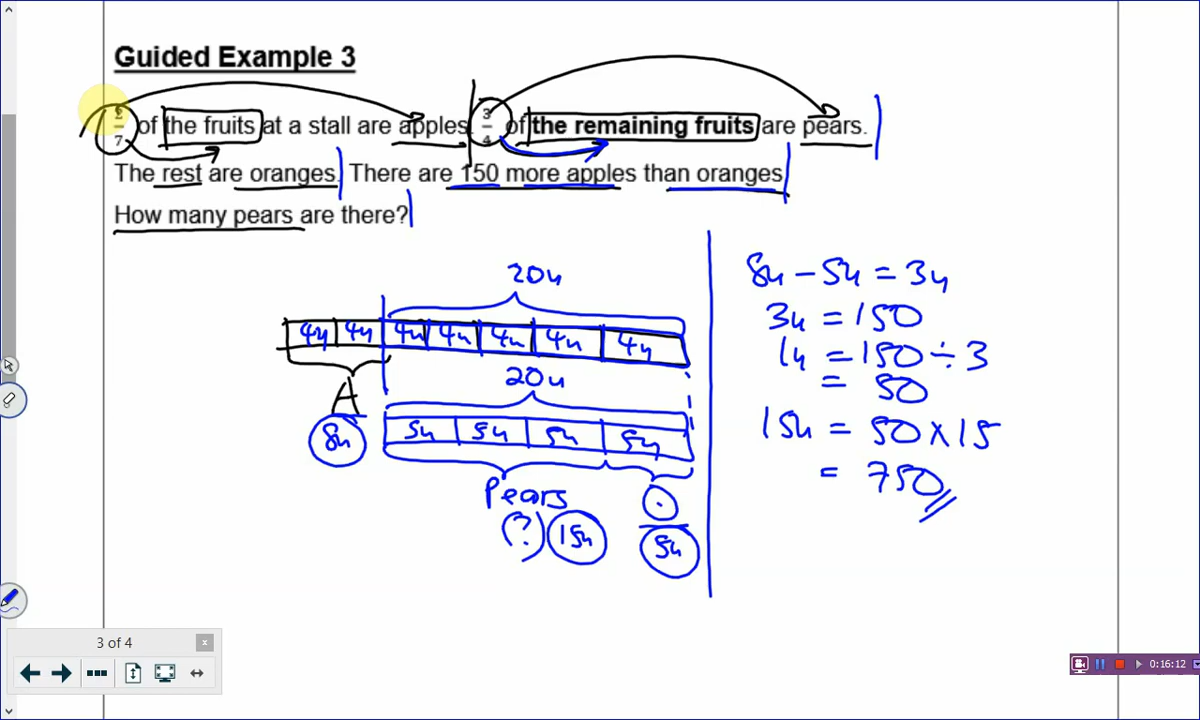 Guided Example 3
2/7 of the fruits at a stall are apples. 3/4 of the remaining fruits are pears.
The rest are oranges. There are 150 more apples than oranges
How many pears are there?
20u
4u 4u 4u 4u 4u 4u 4u
A
8u
20u
5u 5u 5u 5u
Pears
? 15u
O
5u
8u - 5u = 3u
3u = 150
1u = 150 ÷ 3
= 50
15u = 50 × 15
= 750
3 of 4
0:16:12